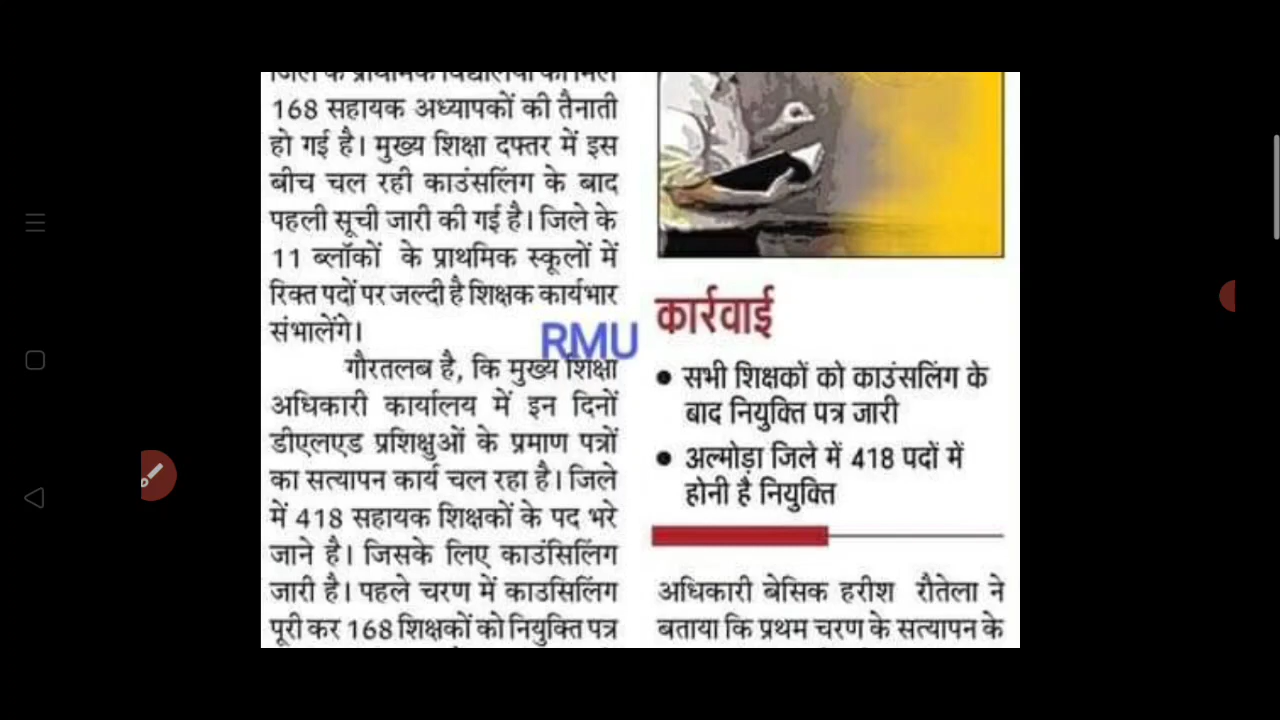 जिले के प्राथमिक विद्यालयों को मिले
168 सहायक अध्यापकों की तैनाती
हो गई है। मुख्य शिक्षा दफ्तर में इस
बीच चल रही काउंसलिंग के बाद
पहली सूची जारी की गई है। जिले के
11 ब्लॉकों के प्राथमिक स्कूलों में
रिक्त पदों पर जल्दी है शिक्षक कार्यभार
संभालेंगे।
RMU
गौरतलब है, कि मुख्य शिक्षा
अधिकारी कार्यालय में इन दिनों
डीएलएड प्रशिक्षुओं के प्रमाण पत्रों
का सत्यापन कार्य चल रहा है। जिले
में 418 सहायक शिक्षकों के पद भरे
जाने है। जिसके लिए काउंसिलिंग
जारी है। पहले चरण में काउसिलिंग
पूरी कर 168 शिक्षकों को नियुक्ति पत्र
कार्रवाई
● सभी शिक्षकों को काउंसलिंग के
बाद नियुक्ति पत्र जारी
● अल्मोड़ा जिले में 418 पदों में
होनी है नियुक्ति
अधिकारी बेसिक हरीश रौतेला ने
बताया कि प्रथम चरण के सत्यापन के